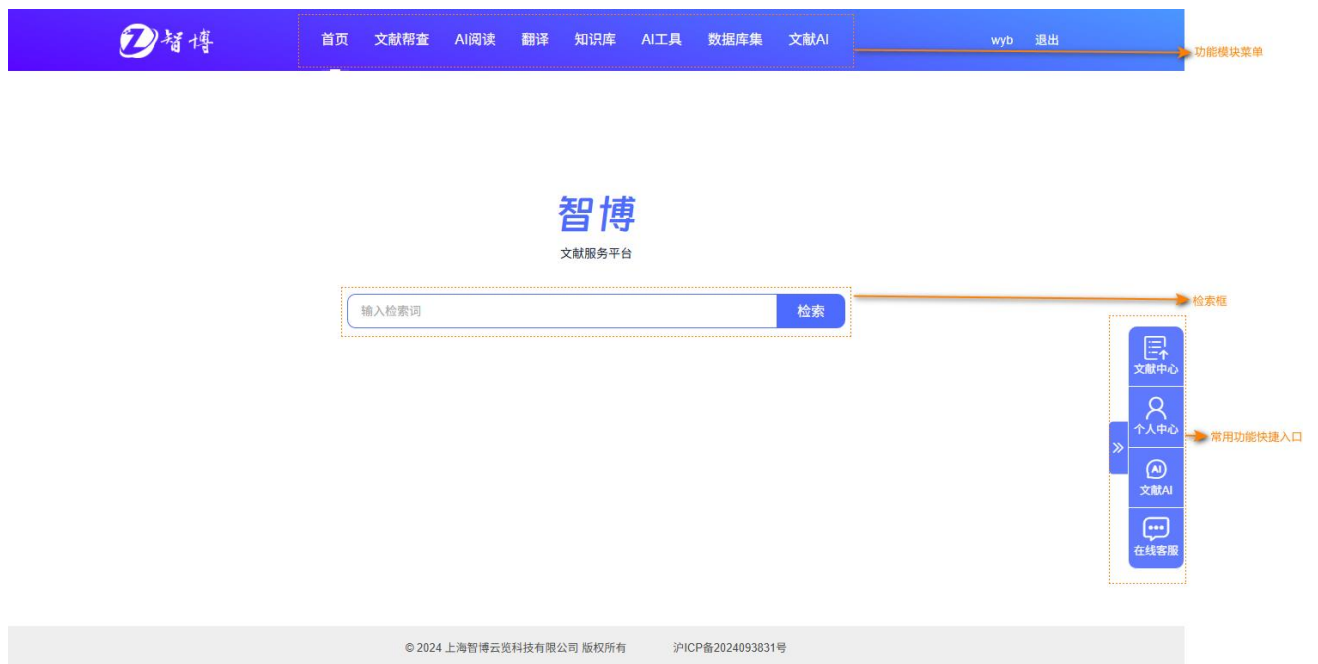 智博 首页 文献帮查 AI阅读 翻译 知识库 AI工具 数据库集 文献AI wyb 退出
功能模块菜单
智博
文献服务平台
输入检索词 检索
检索框
文献中心
个人中心
常用功能快捷入口
AI
文献AI
在线客服
© 2024 上海智博云览科技有限公司 版权所有 沪ICP备2024093831号